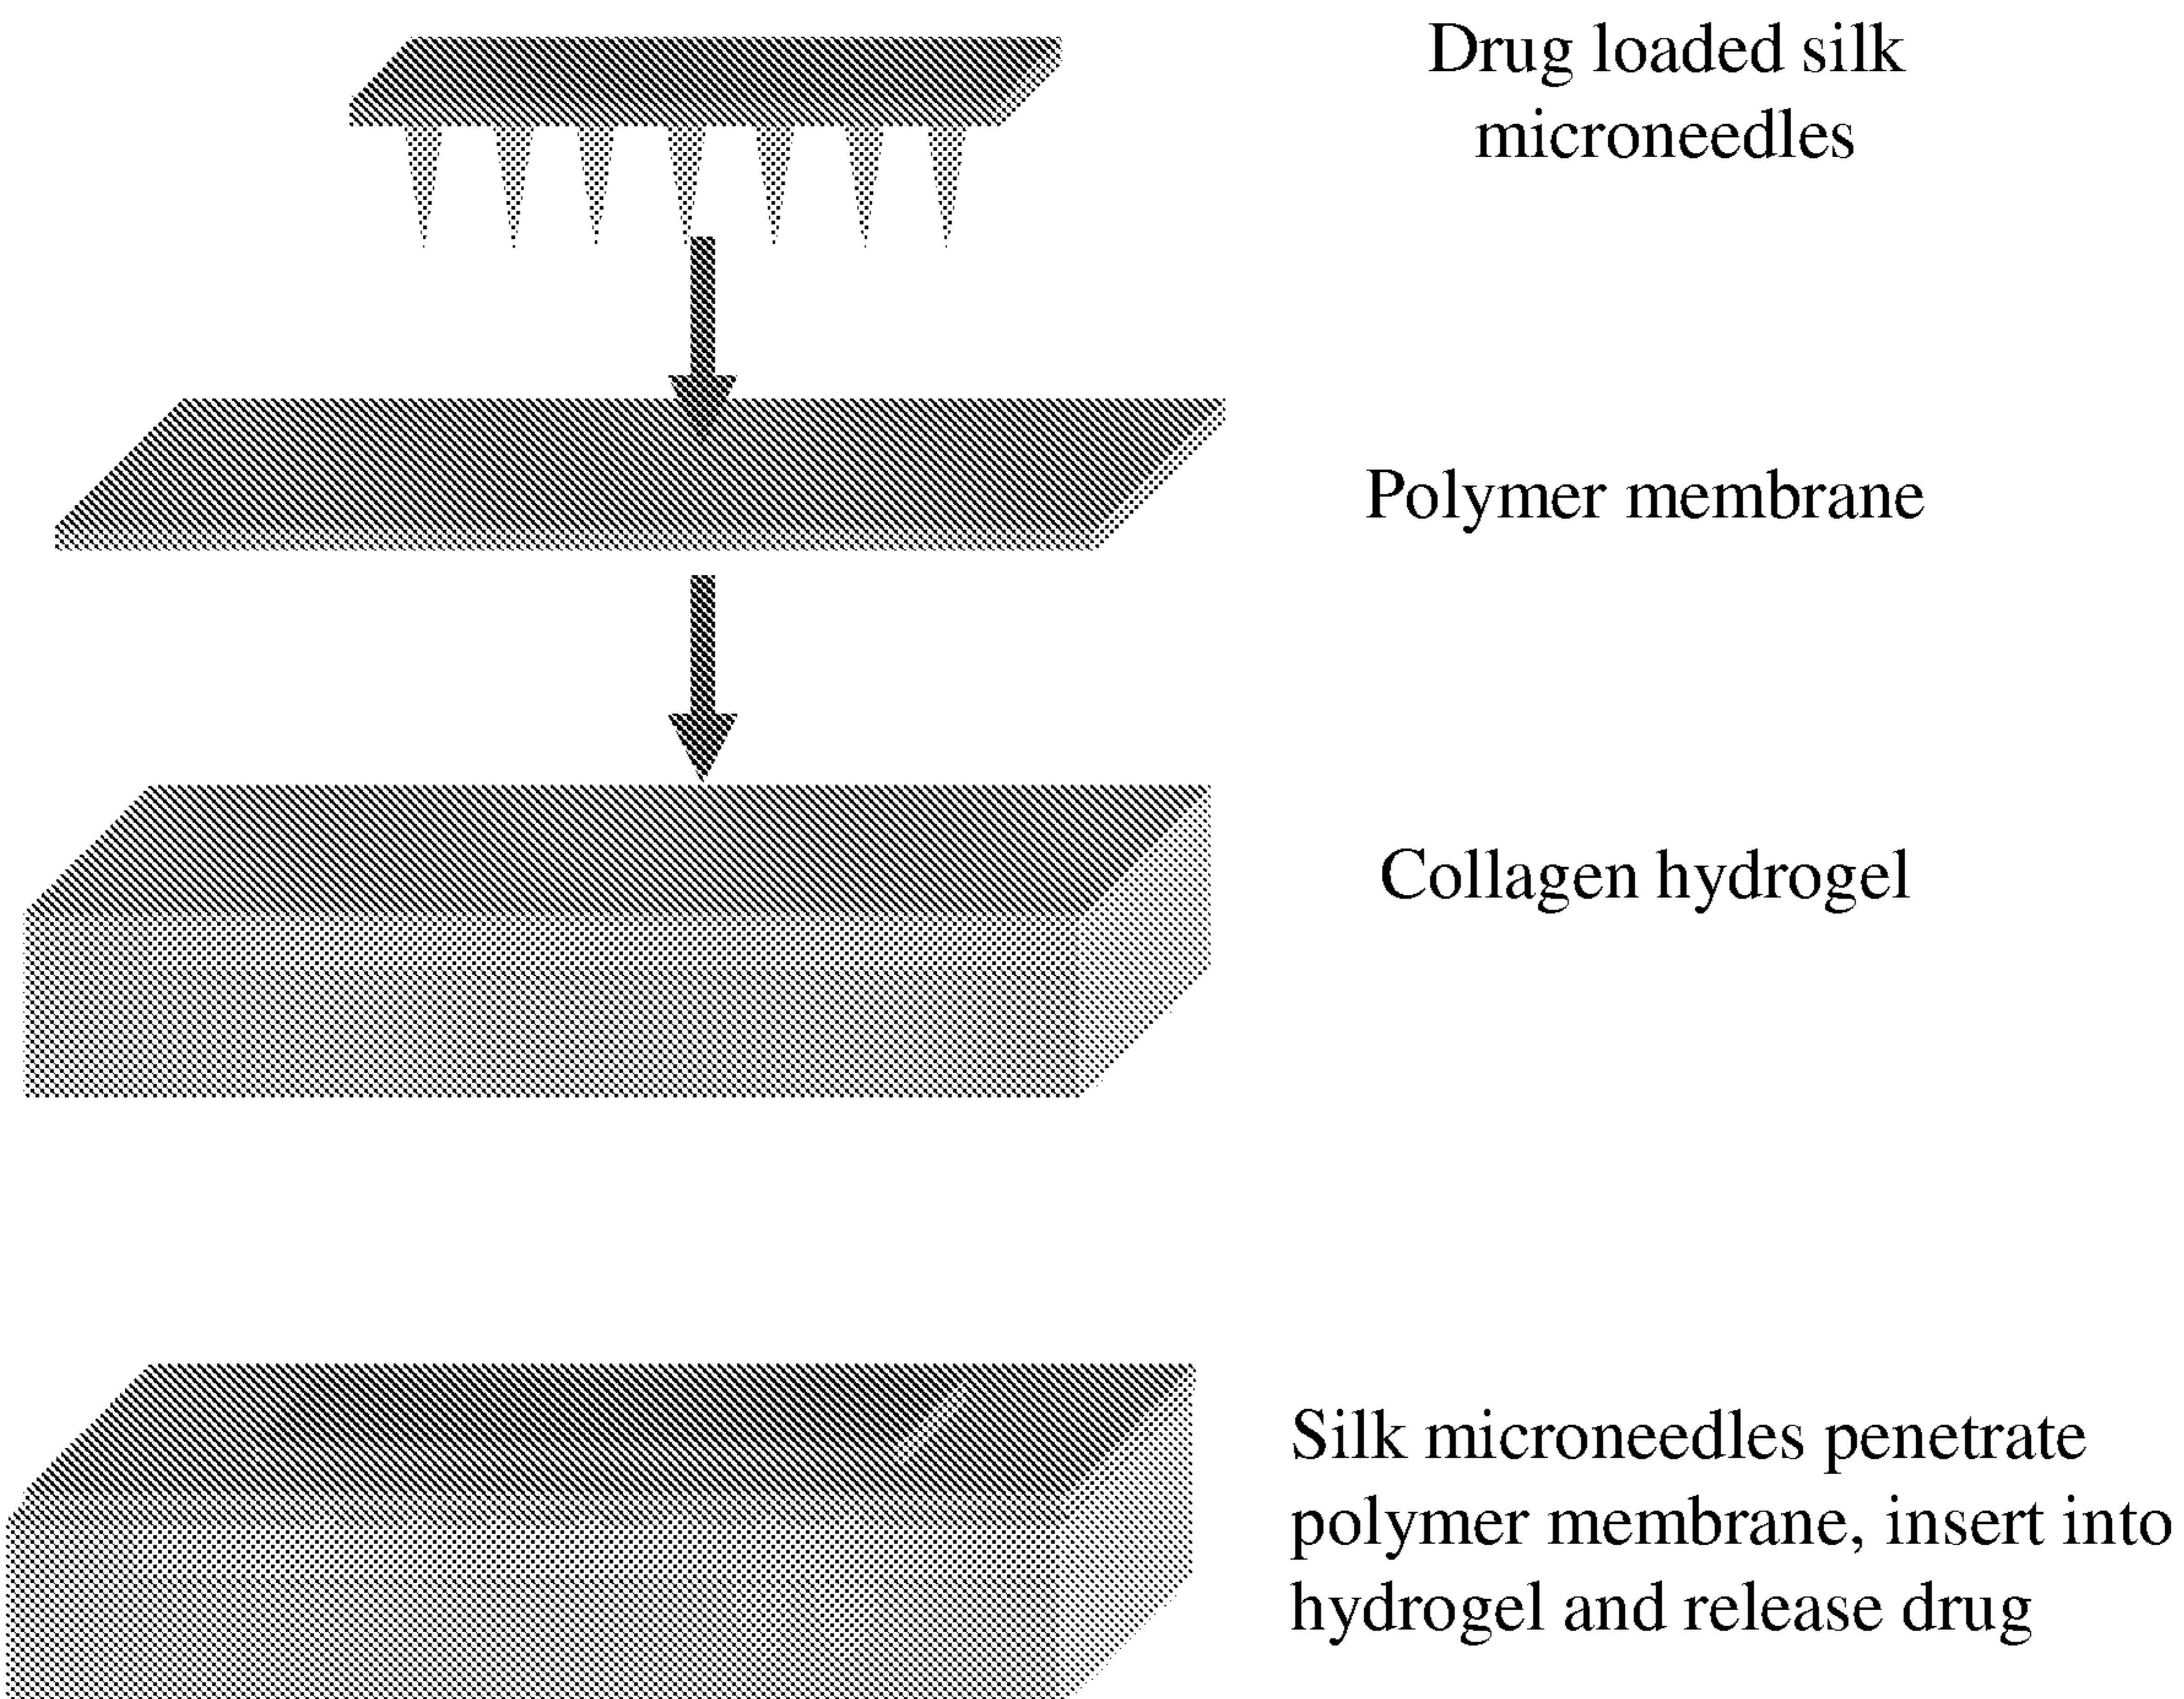 Drug loaded silk
microneedles
Polymer membrane
Collagen hydrogel
Silk microneedles penetrate
polymer membrane, insert into
hydrogel and release drug